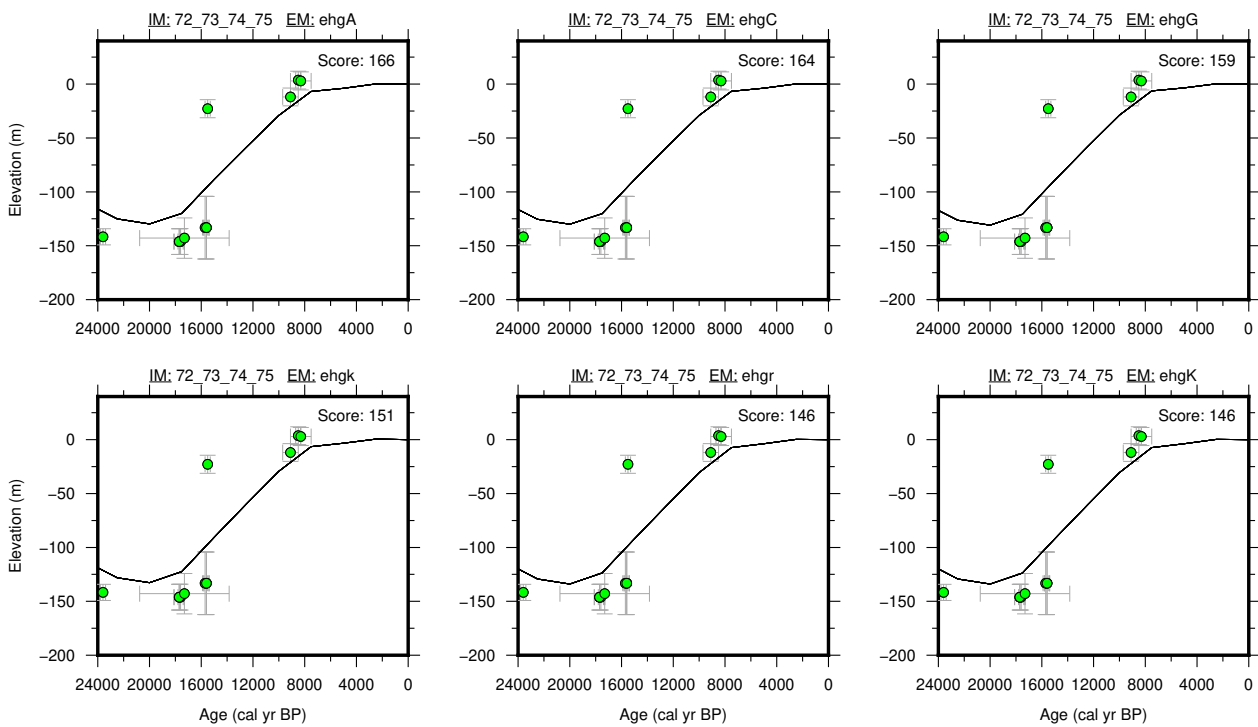 IM: 72_73_74_75 EM: ehgA
IM: 72_73_74_75 EM: ehgC
IM: 72_73_74_75 EM: ehgG
Score: 166
Score: 164
Score: 159
Elevation (m)
0
−50
−100
−150
−200
0
−50
−100
−150
−200
0
−50
−100
−150
−200
24000 20000 16000 12000 8000 4000 0
24000 20000 16000 12000 8000 4000 0
24000 20000 16000 12000 8000 4000 0
IM: 72_73_74_75 EM: ehgk
IM: 72_73_74_75 EM: ehgr
IM: 72_73_74_75 EM: ehgK
Score: 151
Score: 146
Score: 146
Elevation (m)
0
−50
−100
−150
−200
0
−50
−100
−150
−200
0
−50
−100
−150
−200
24000 20000 16000 12000 8000 4000 0
24000 20000 16000 12000 8000 4000 0
24000 20000 16000 12000 8000 4000 0
Age (cal yr BP)
Age (cal yr BP)
Age (cal yr BP)